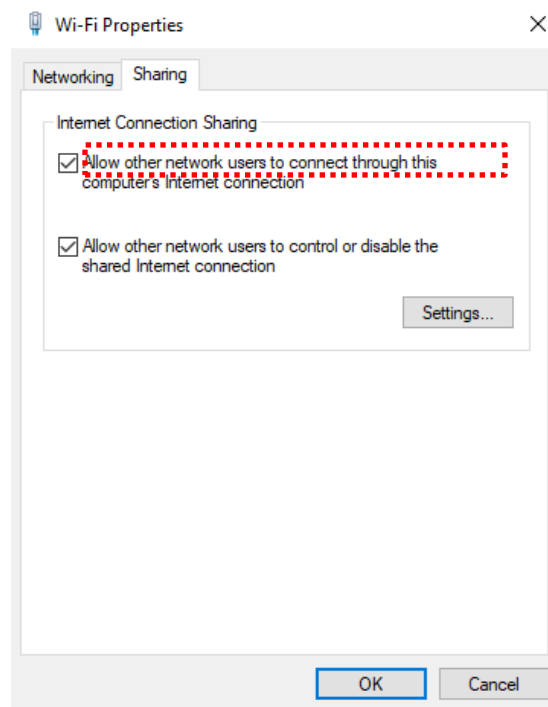 Wi-Fi Properties
Networking
Sharing
Internet Connection Sharing
Allow other network users to connect through this
computer's Internet connection
Allow other network users to control or disable the
shared Internet connection
Settings...
OK
Cancel